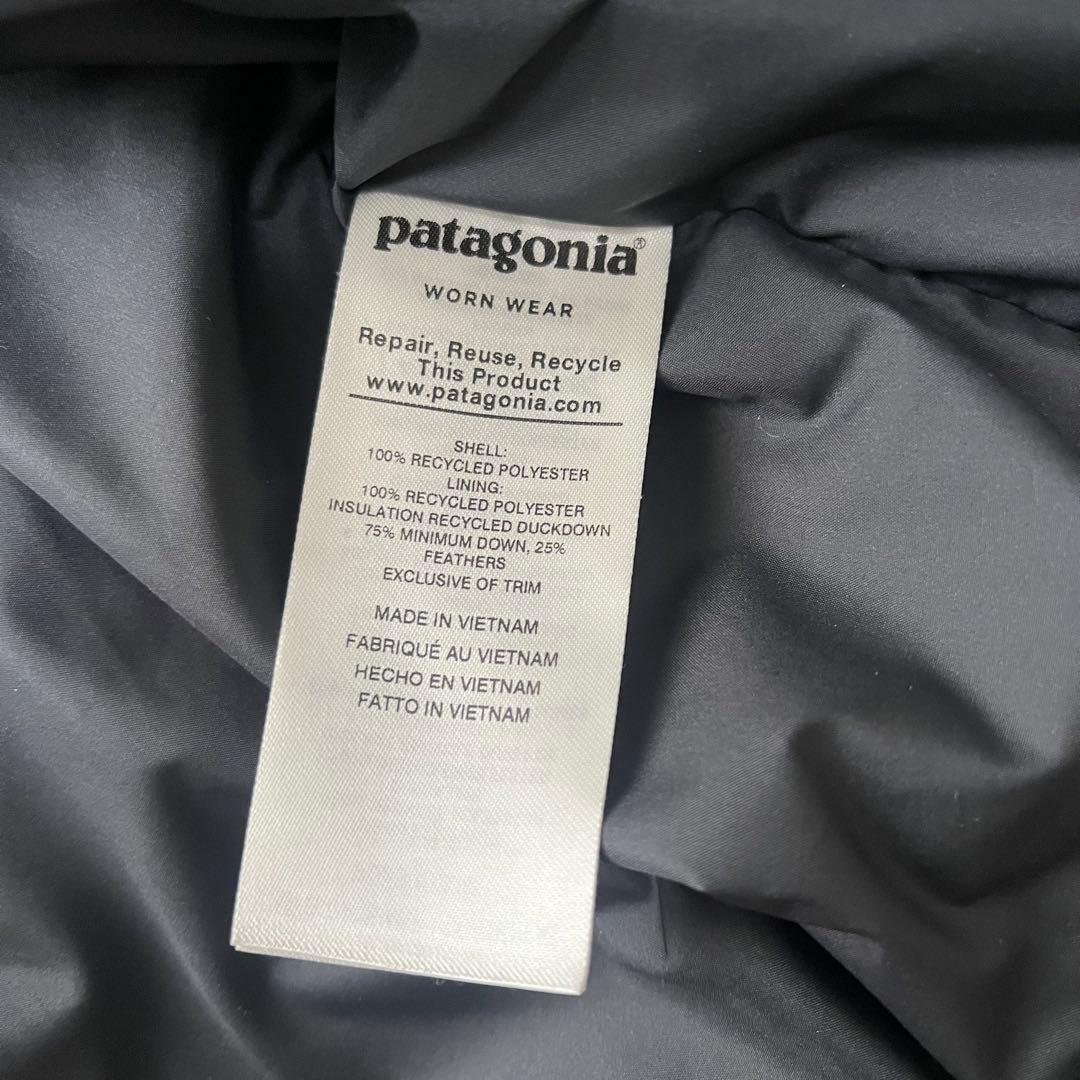 patagonia®
WORN WEAR
Repair, Reuse, Recycle
This Product
www.patagonia.com
SHELL:
100% RECYCLED POLYESTER
LINING:
100% RECYCLED POLYESTER
INSULATION RECYCLED DUCKDOWN
75% MINIMUM DOWN, 25%
FEATHERS
EXCLUSIVE OF TRIM
MADE IN VIETNAM
FABRIQUÉ AU VIETNAM
HECHO EN VIETNAM
FATTO IN VIETNAM